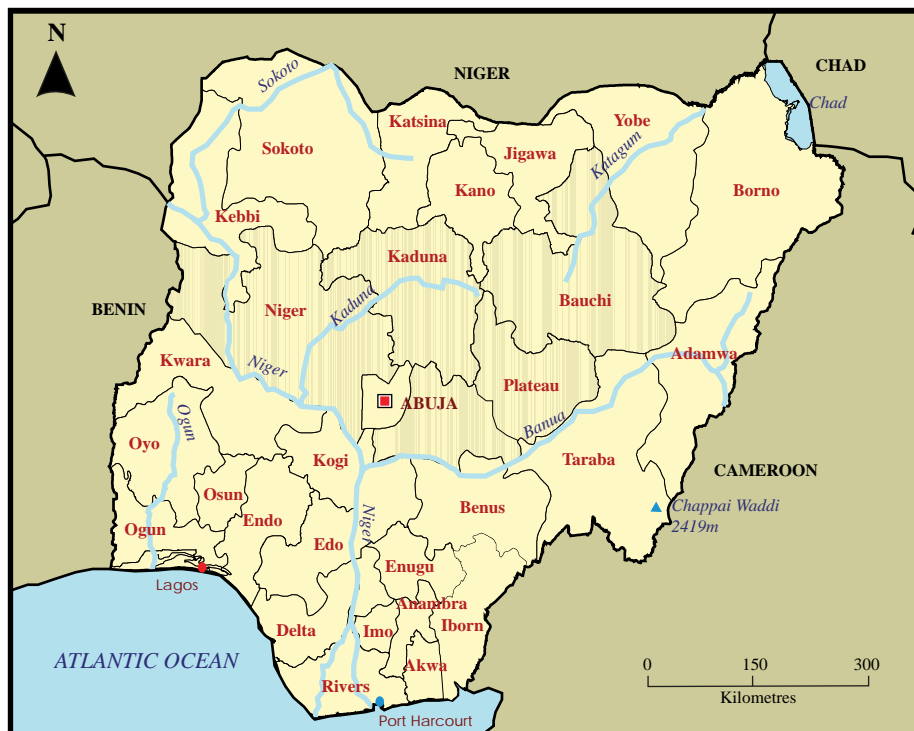 N
NIGER
CHAD
Chad
Sokoto
Katsina
Yobe
Sokoto
Jigawa
Katagum
Kano
Borno
Kebbi
Kaduna
BENIN
Niger
Kaduna
Bauchi
Kwara
Niger
Adamwa
Plateau
ABUJA
Ogun
Banua
Oyo
Kogi
Taraba
CAMEROON
Osun
Benus
Chappai Waddi
2419m
Ogun
Endo
Niger
Edo
Enugu
Lagos
Anambra
Delta
Imo
Iborn
ATLANTIC OCEAN
Akwa
Rivers
0 150 300
Kilometres
Port Harcourt